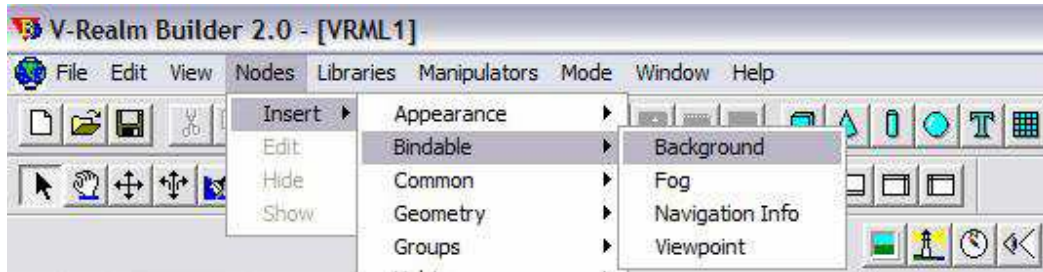 V-Realm Builder 2.0 - [VRML1]
File Edit View Nodes Libraries Manipulators Mode Window Help
Insert
Edit
Hide
Show
Appearance
Bindable
Common
Geometry
Groups
Background
Fog
Navigation Info
Viewpoint
T